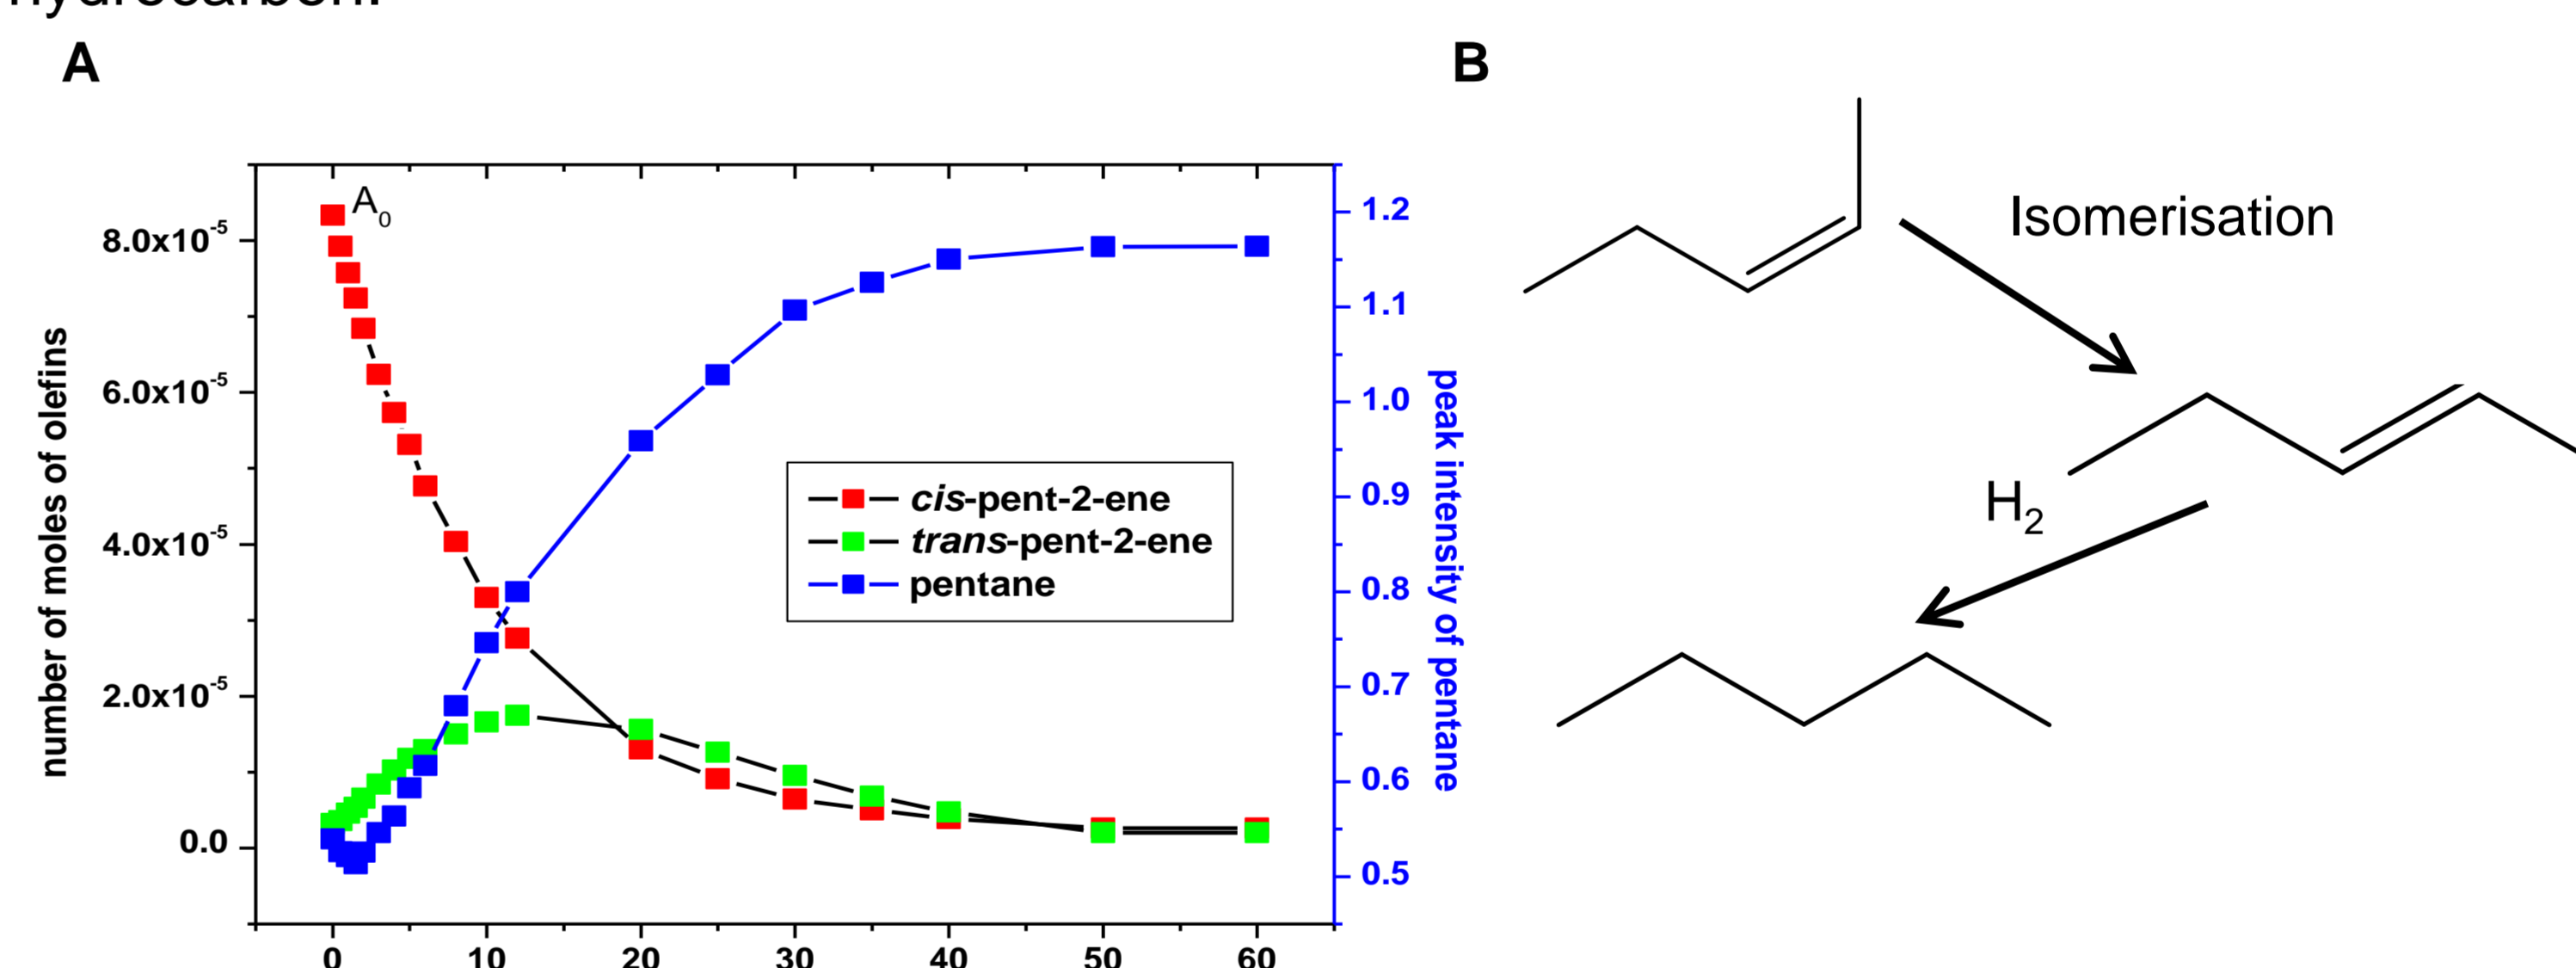 hydrocarbon.
A
B
A₀
8.0x10⁻⁵
6.0x10⁻⁵
4.0x10⁻⁵
2.0x10⁻⁵
0.0
number of moles of olefins
1.2
1.1
1.0
0.9
0.8
0.7
0.6
0.5
peak intensity of pentane
cis-pent-2-ene
trans-pent-2-ene
pentane
0 10 20 30 40 50 60
Isomerisation
H₂